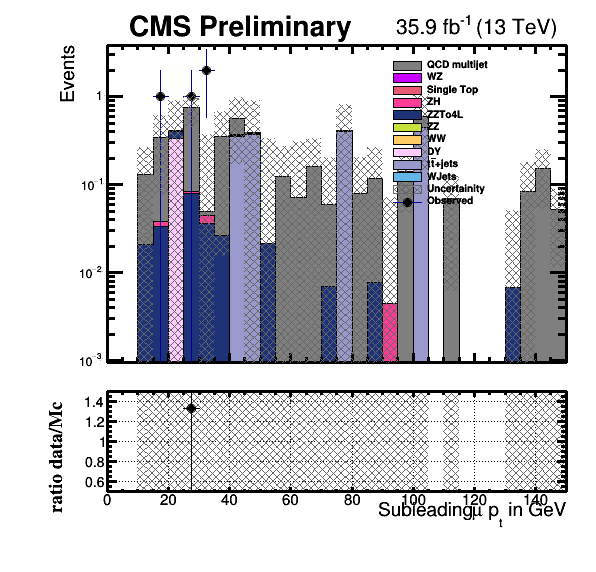 CMS Preliminary 35.9 fb⁻¹ (13 TeV)
Events
QCD multijet
WZ
Single Top
ZH
ZZTo4L
ZZ
WW
DY
tt+jets
WJets
Uncertainity
Observed
1
10⁻¹
10⁻²
10⁻³
ratio data/Mc
1.4
1.2
1
0.8
0.6
0 20 40 60 80 100 120 140
Subleadingμ pt in GeV